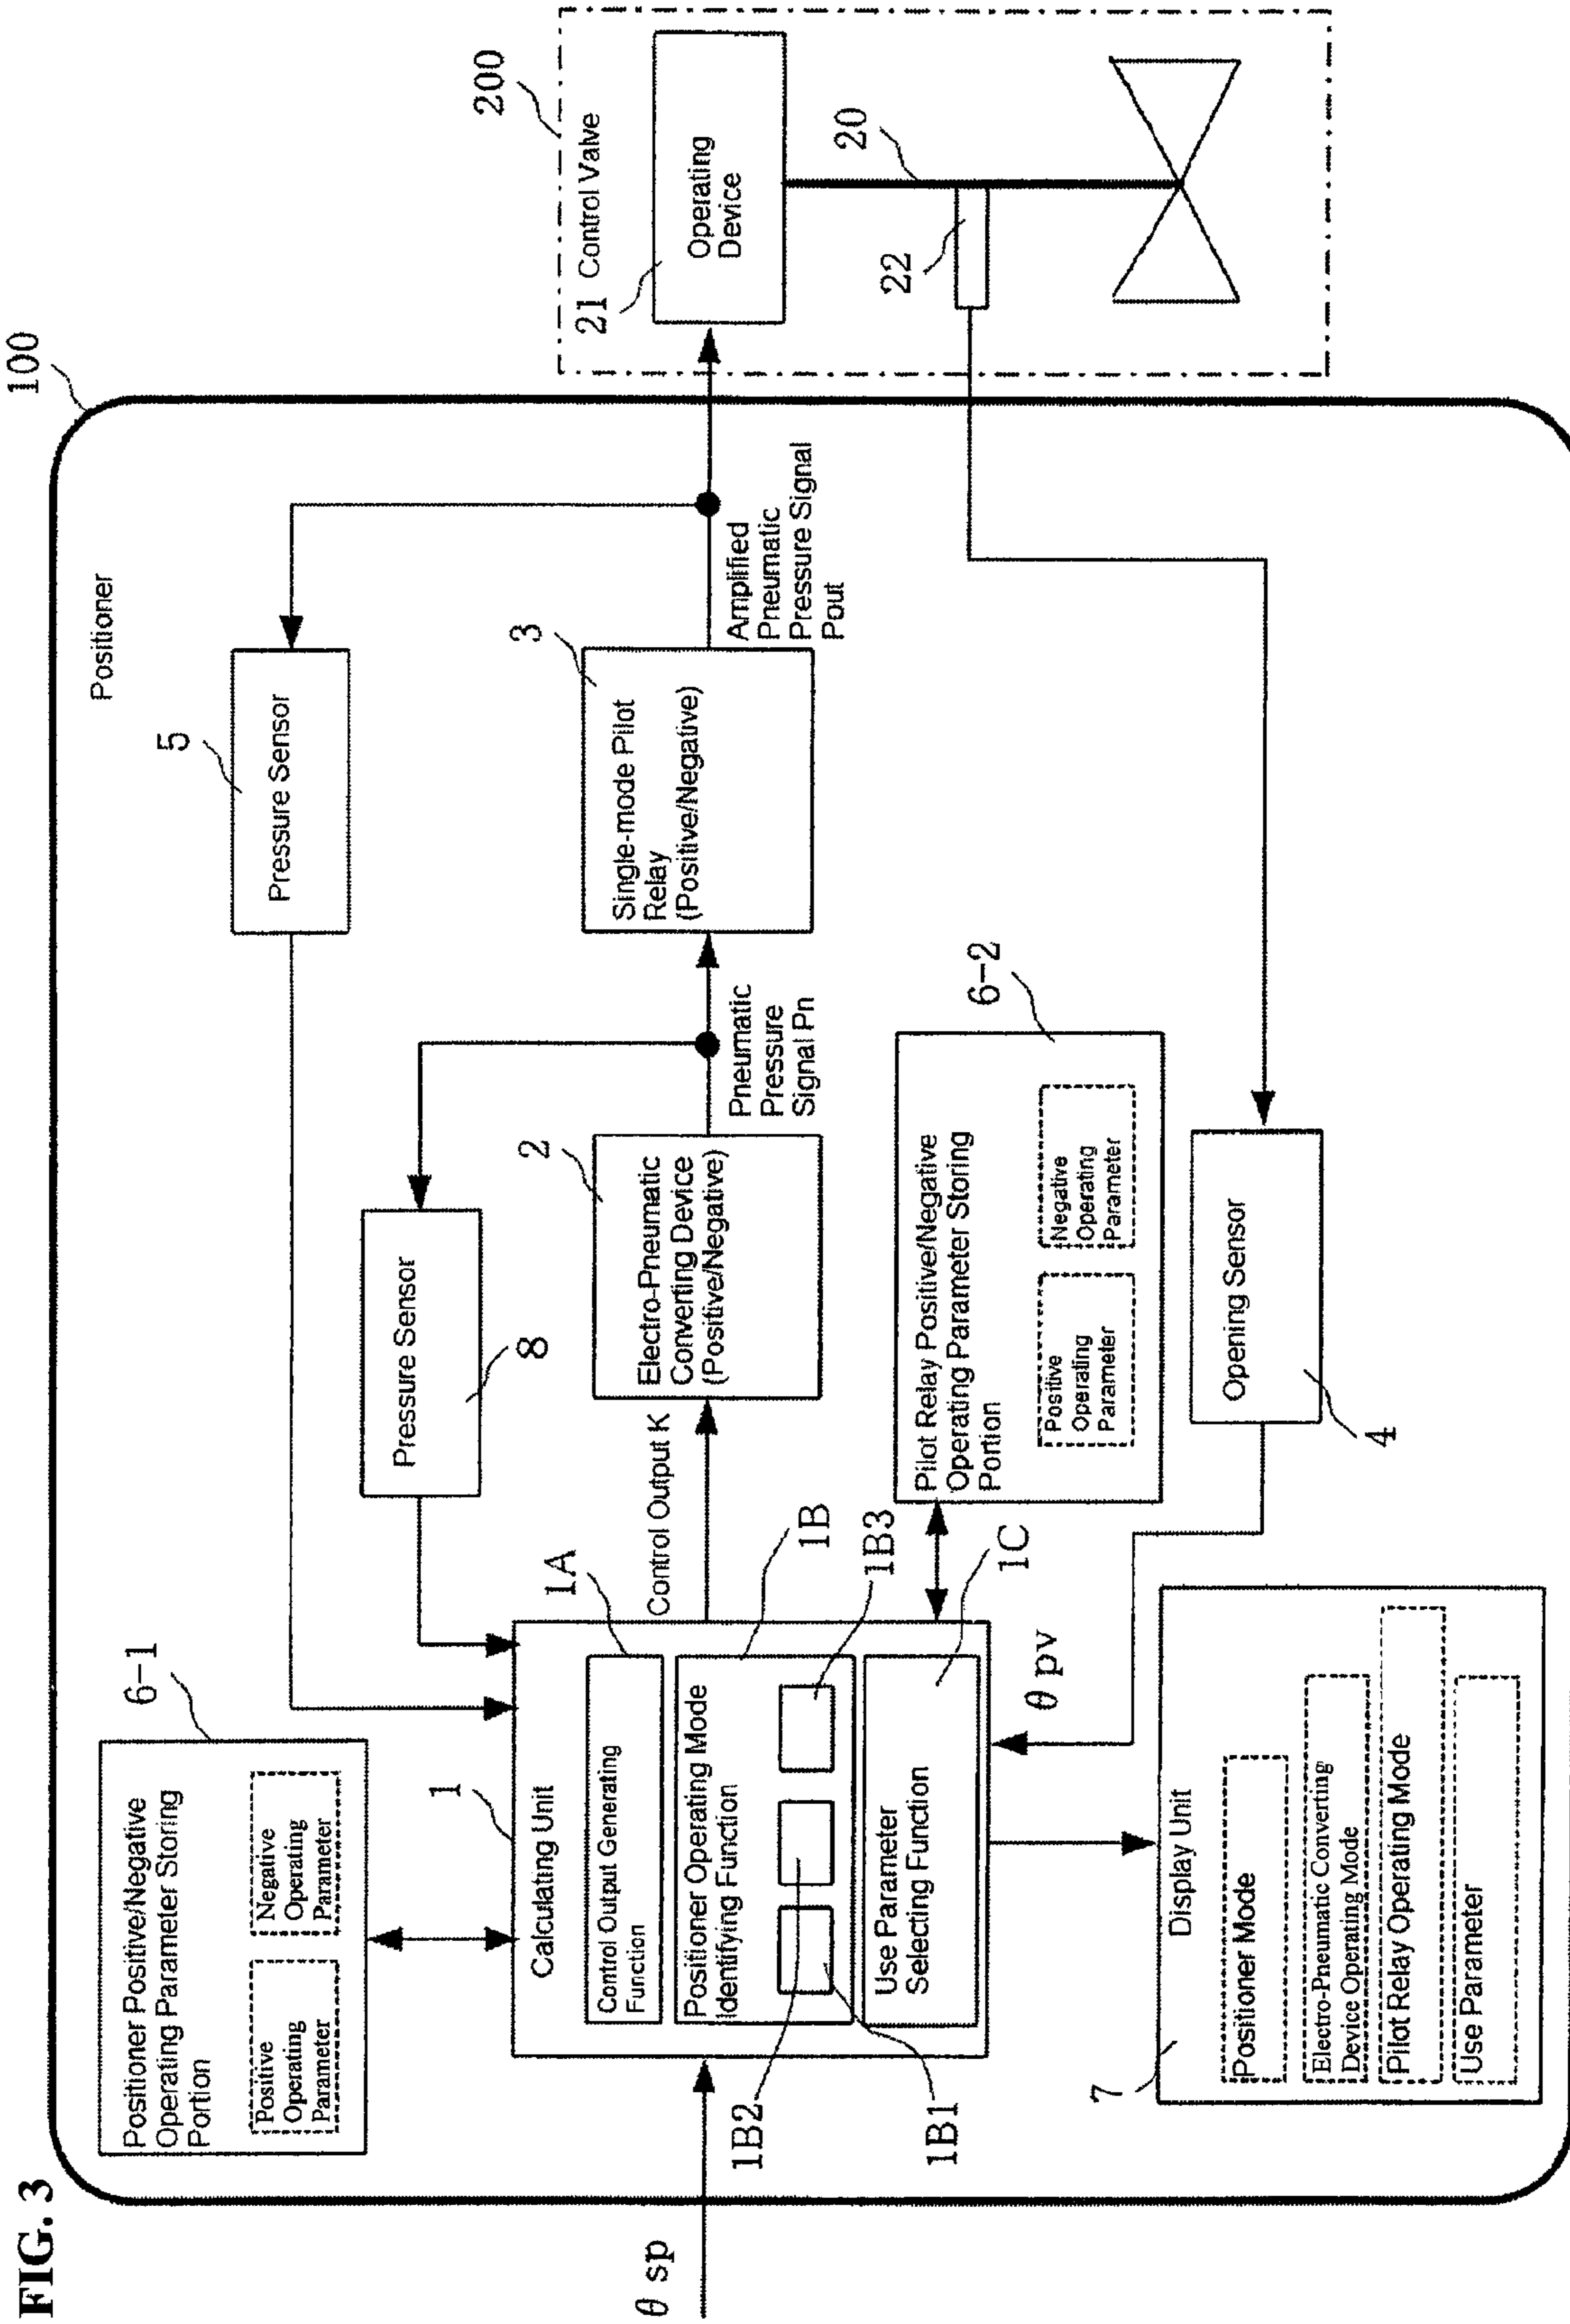 FIG. 3
100
Positioner
Positioner Positive/Negative
Operating Parameter Storing
Portion
Positive
Operating
Parameter
Negative
Operating
Parameter
6-1
5
Pressure Sensor
Pressure Sensor
8
200
Control Valve
21
Operating
Device
20
22
θ sp
1
Calculating Unit
1A
Control Output Generating
Function
1B
Positioner Operating Mode
Identifying Function
1B2
1B1
1B3
Use Parameter
Selecting Function
1C
Control Output K
2
Electro-Pneumatic
Converting Device
(Positive/Negative)
Pneumatic
Pressure
Signal Pn
3
Single-mode Pilot
Relay
(Positive/Negative)
Amplified
Pneumatic
Pressure Signal
Pout
6-2
Pilot Relay Positive/Negative
Operating Parameter Storing
Portion
Positive
Operating
Parameter
Negative
Operating
Parameter
θ pv
Opening Sensor
4
7
Display Unit
Positioner Mode
Electro-Pneumatic Converting
Device Operating Mode
Pilot Relay Operating Mode
Use Parameter